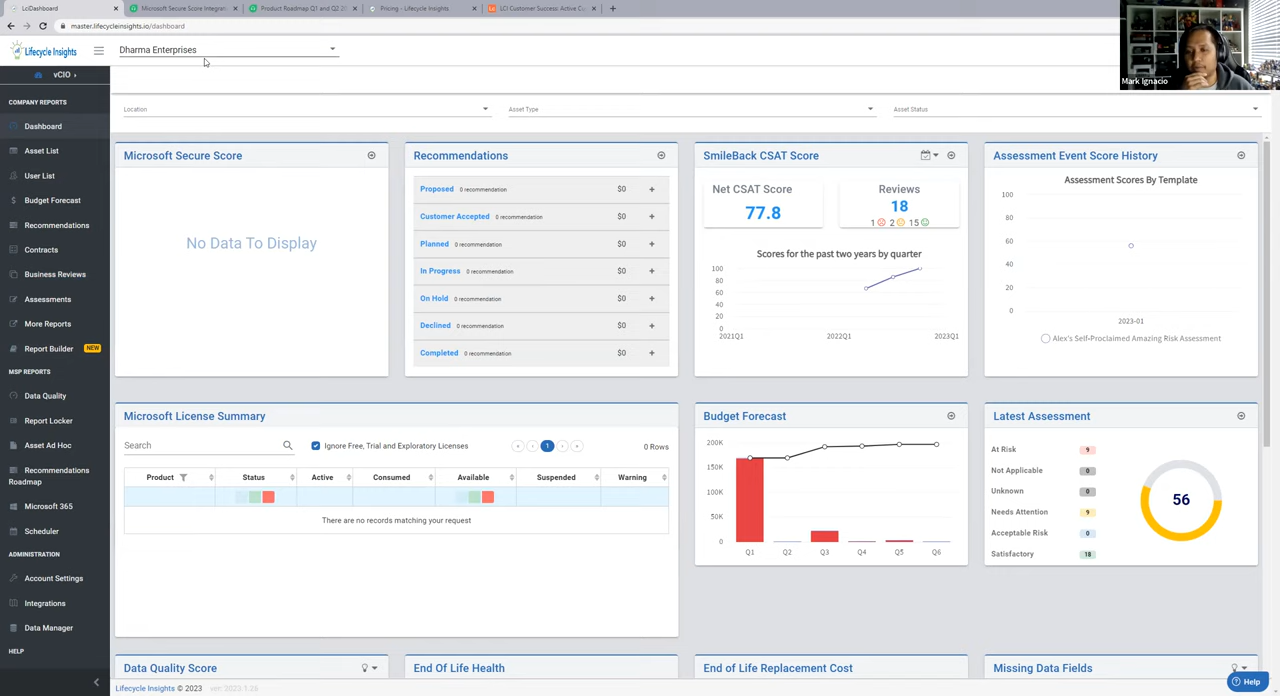 LciDashboard
Microsoft Secure Score Integrat
Product Roadmap Q1 and Q2 20
Pricing - Lifecycle Insights
LCI Customer Success: Active Cu
master.lifecycleinsights.io/dashboard
Lifecycle Insights
Dharma Enterprises
Mark Ignacio
vCIO
COMPANY REPORTS
Dashboard
Asset List
User List
Budget Forecast
Recommendations
Contracts
Business Reviews
Assessments
More Reports
Report Builder NEW
MSP REPORTS
Data Quality
Report Locker
Asset Ad Hoc
Recommendations
Roadmap
Microsoft 365
Scheduler
ADMINISTRATION
Account Settings
Integrations
Data Manager
HELP
Location
Asset Type
Asset Status
Microsoft Secure Score
No Data To Display
Recommendations
Proposed 0 recommendation $0 +
Customer Accepted 0 recommendation $0 +
Planned 0 recommendation $0 +
In Progress 0 recommendation $0 +
On Hold 0 recommendation $0 +
Declined 0 recommendation $0 +
Completed 0 recommendation $0 +
SmileBack CSAT Score
Net CSAT Score
77.8
Reviews
18
1 2 15
Scores for the past two years by quarter
100
80
60
40
20
0
2021Q1 2022Q1 2023Q1
Assessment Event Score History
Assessment Scores By Template
100
80
60
40
20
0
2023-01
Alex's Self-Proclaimed Amazing Risk Assessment
Microsoft License Summary
Search
Ignore Free, Trial and Exploratory Licenses
1
0 Rows
Product Status Active Consumed Available Suspended Warning
There are no records matching your request
Budget Forecast
200K
150K
100K
50K
0
Q1 Q2 Q3 Q4 Q5 Q6
Latest Assessment
At Risk 9
Not Applicable 0
Unknown 0
Needs Attention 9
Acceptable Risk 0
Satisfactory 18
56
Data Quality Score
End Of Life Health
End of Life Replacement Cost
Missing Data Fields
Lifecycle Insights © 2023 ver 2023.1.26
Help